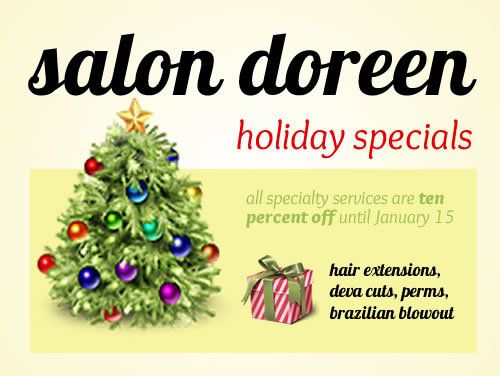 salon doreen
holiday specials
all specialty services are ten
percent off until January 15
hair extensions,
deva cuts, perms,
brazilian blowout